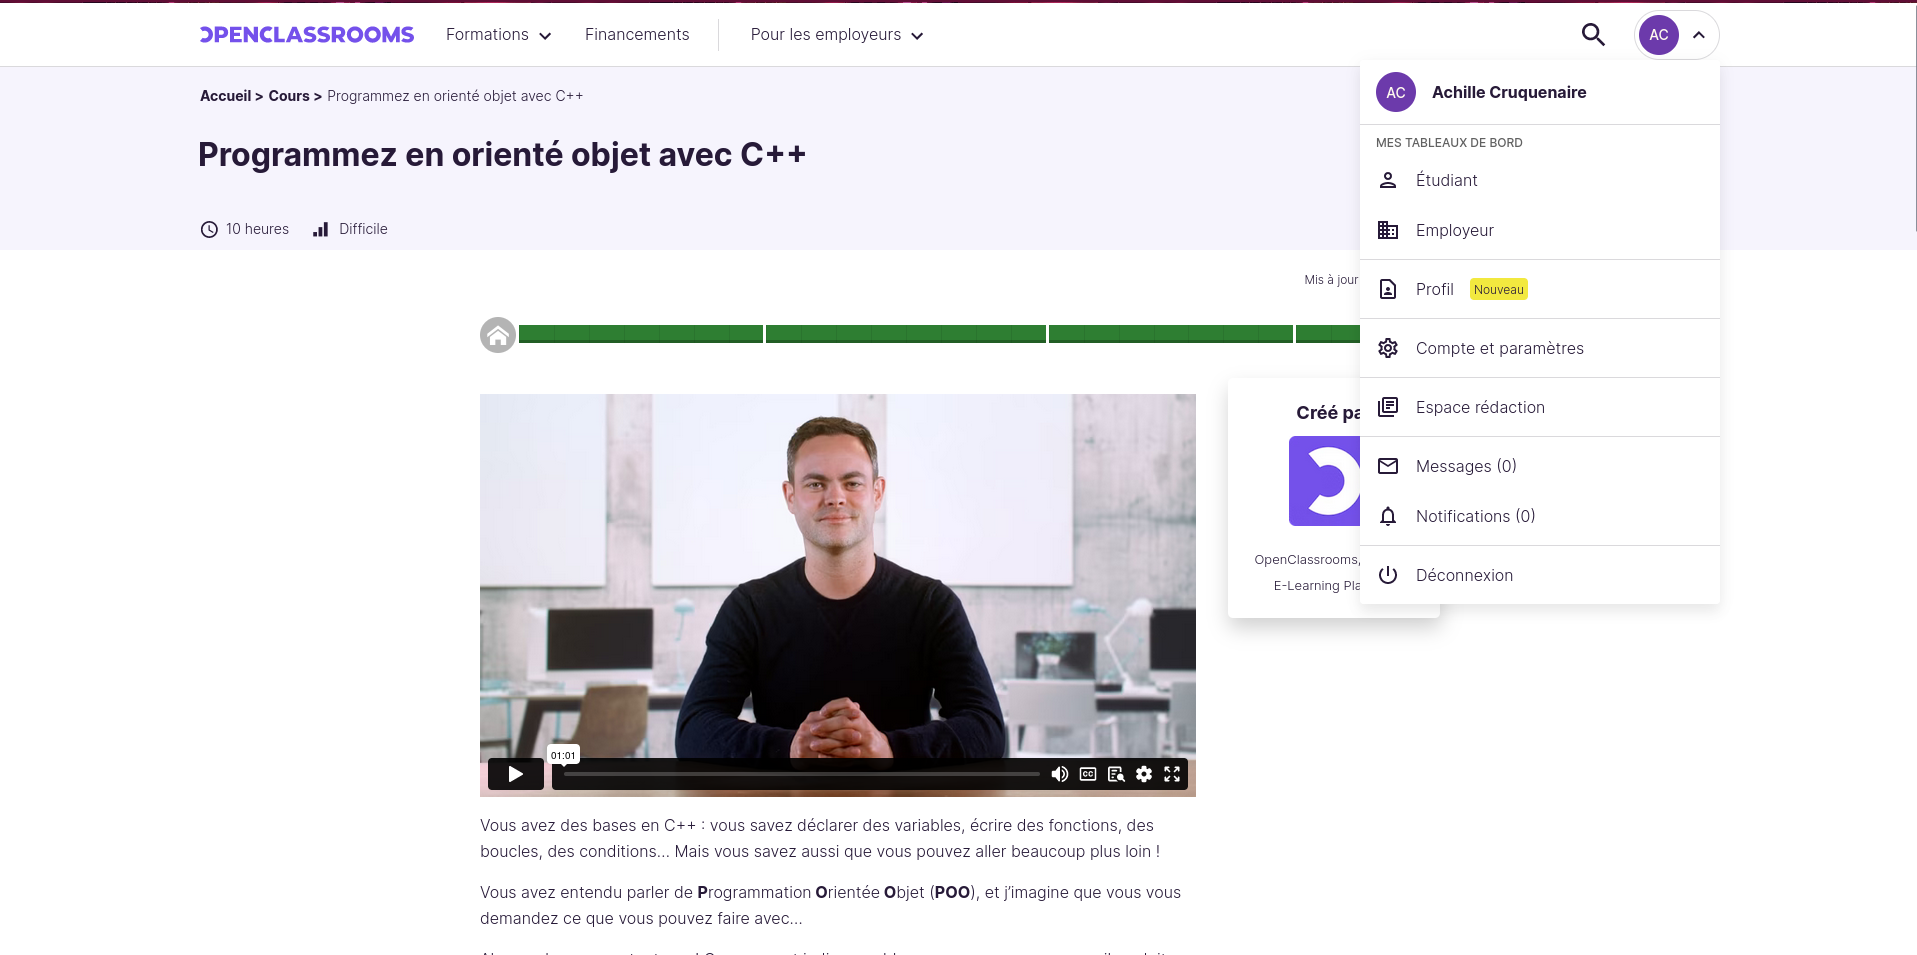 OPENCLASSROOMS
Formations
Financements
Pour les employeurs
AC
Accueil > Cours > Programmez en orienté objet avec C++
Programmez en orienté objet avec C++
10 heures
Difficile
AC
Achille Cruquenaire
MES TABLEAUX DE BORD
Étudiant
Employeur
Profil
Nouveau
Compte et paramètres
Espace rédaction
Messages (0)
Notifications (0)
Déconnexion
Mis à jour
Créé pa
OpenClassrooms,
E-Learning Pla
01:01
CC
Vous avez des bases en C++ : vous savez déclarer des variables, écrire des fonctions, des
boucles, des conditions... Mais vous savez aussi que vous pouvez aller beaucoup plus loin !
Vous avez entendu parler de Programmation Orientée Objet (POO), et j’imagine que vous vous
demandez ce que vous pouvez faire avec...